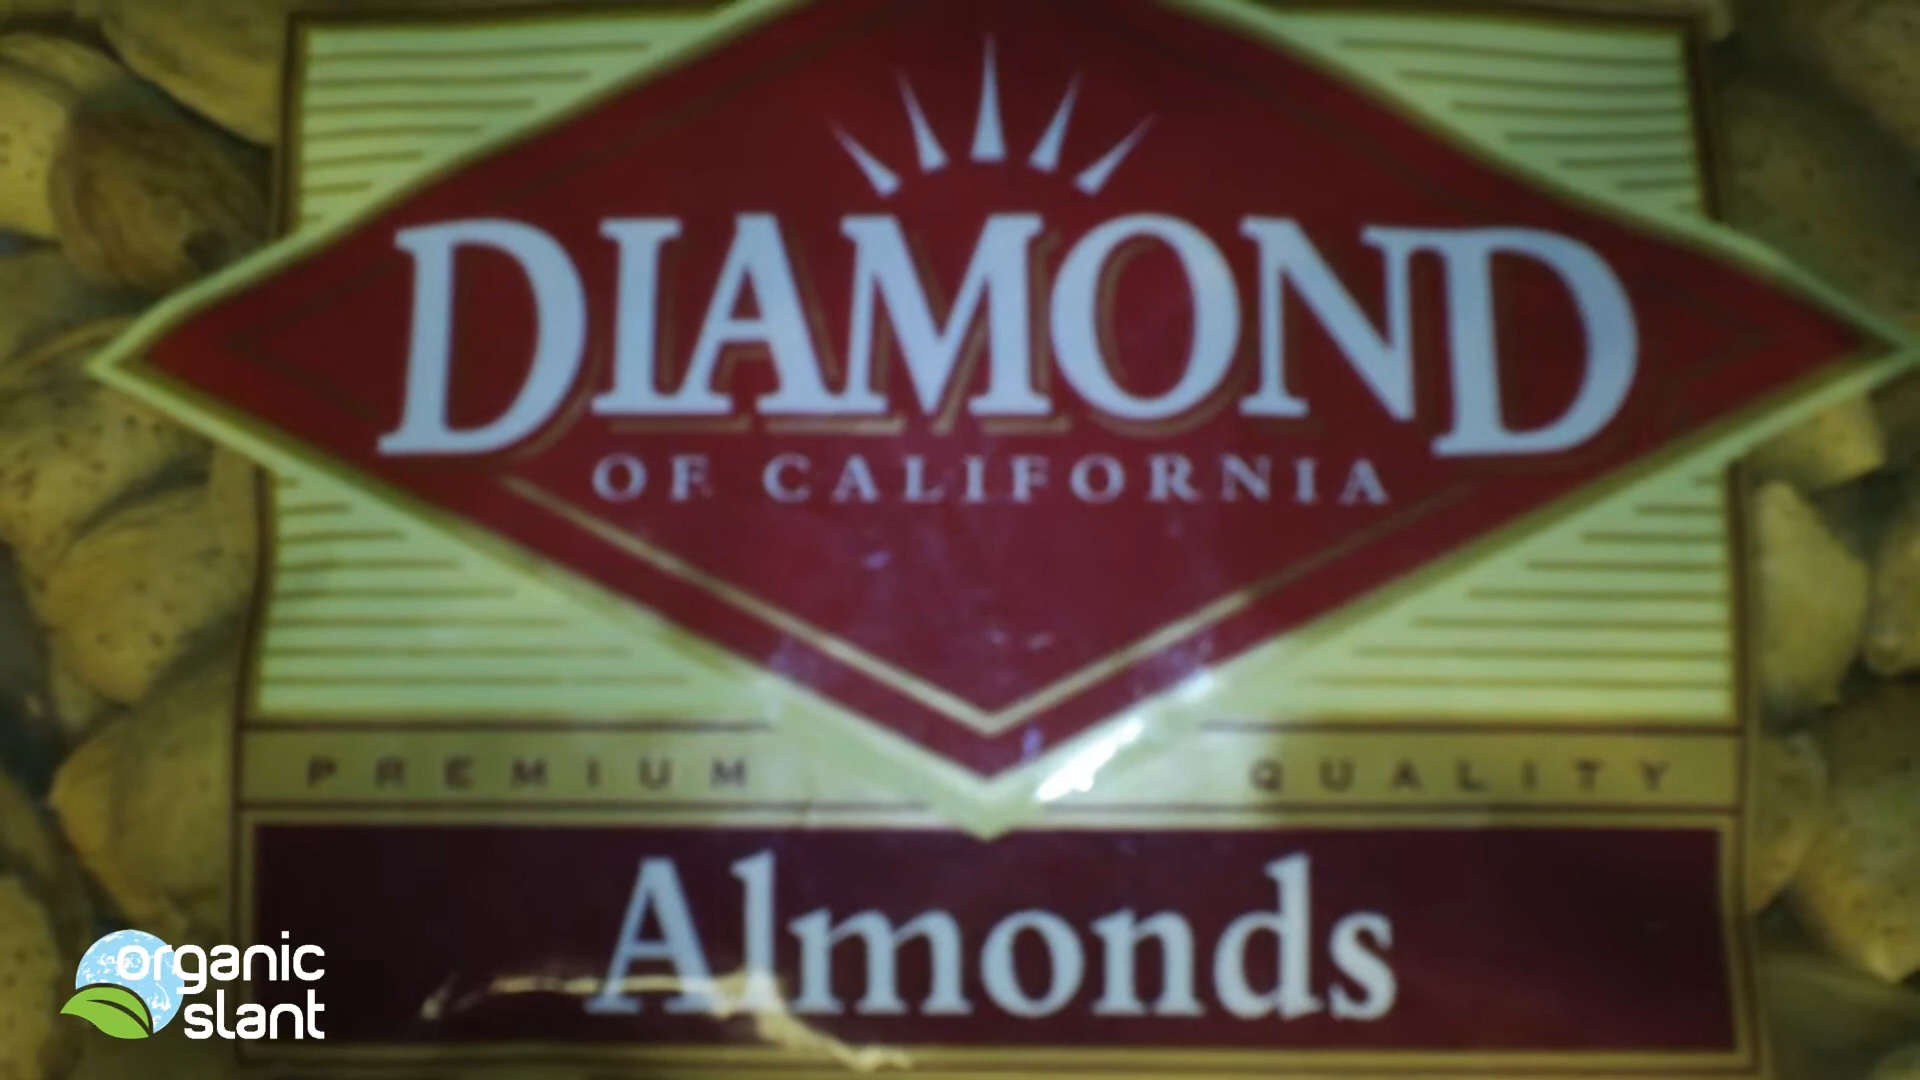 DIAMOND
OF CALIFORNIA
PREMIUM QUALITY
Almonds
organic
slant